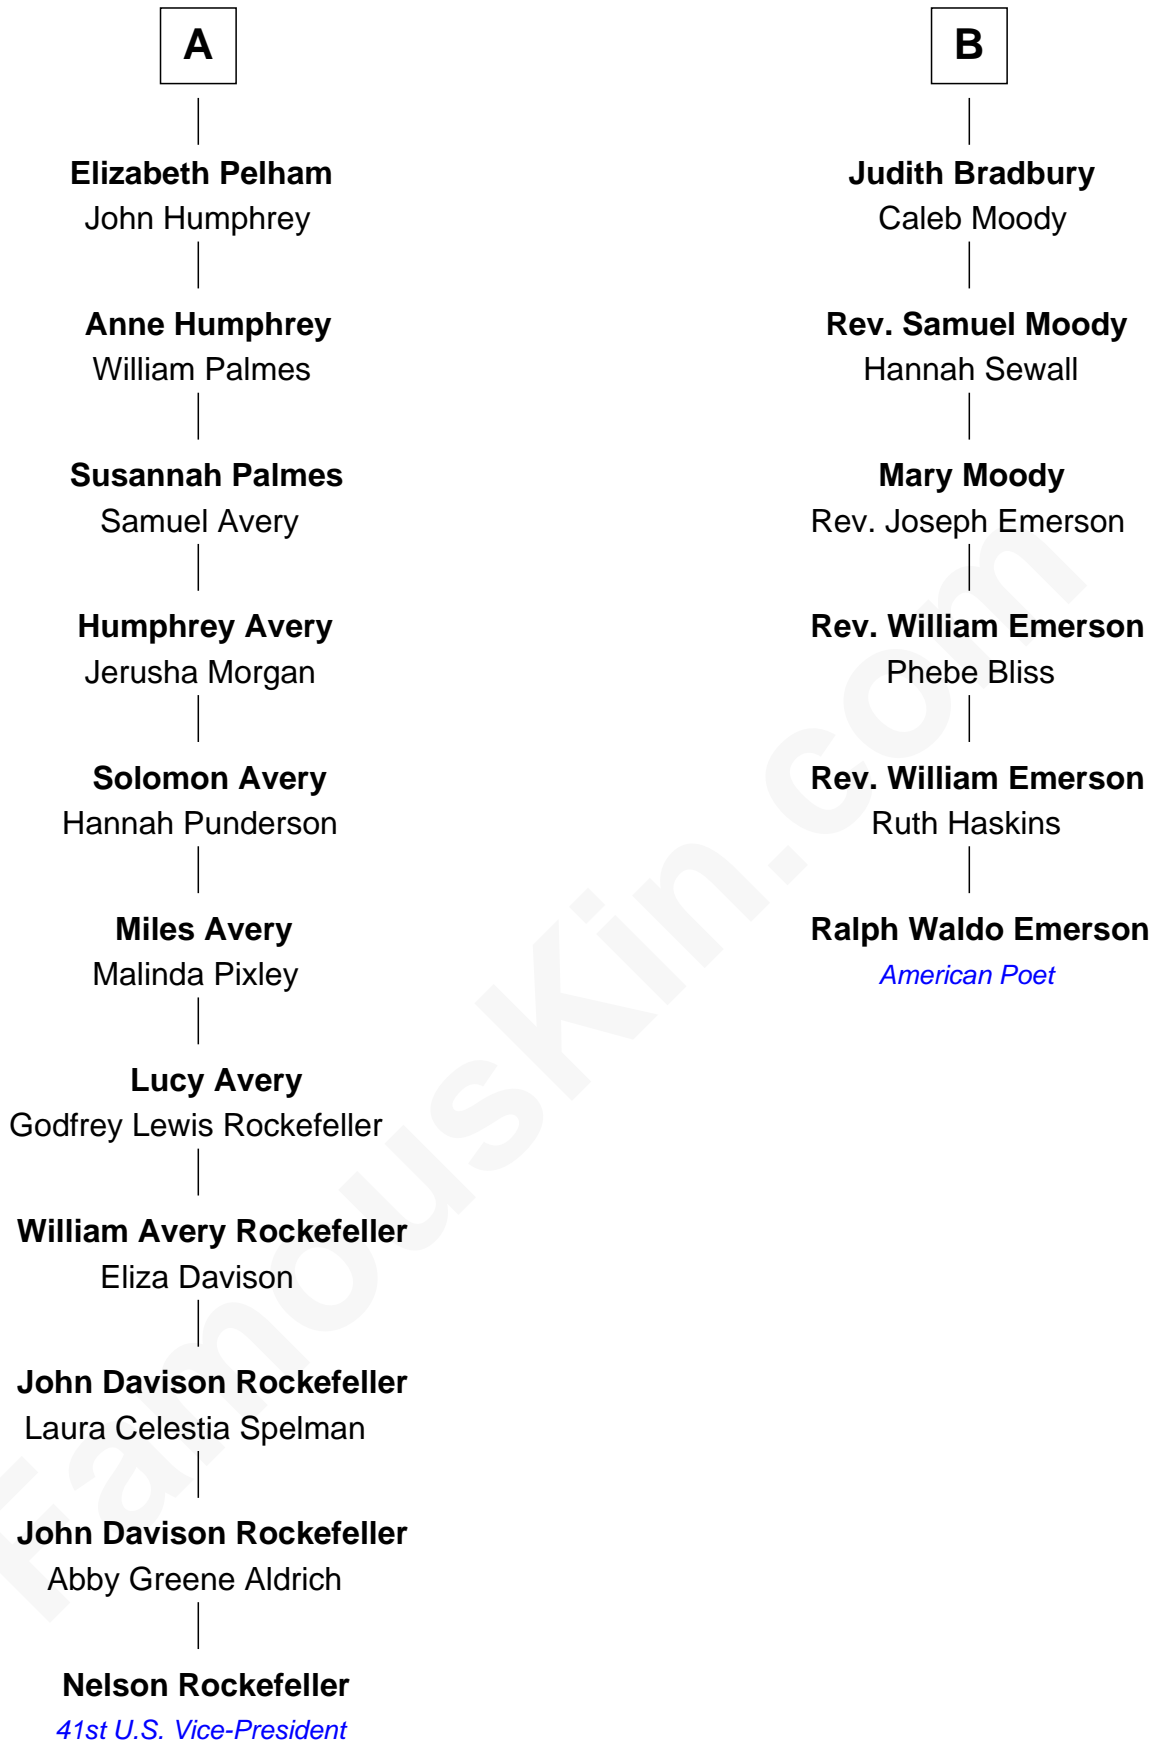 A
Elizabeth Pelham
John Humphrey
Anne Humphrey
William Palmes
Susannah Palmes
Samuel Avery
Humphrey Avery
Jerusha Morgan
Solomon Avery
Hannah Punderson
Miles Avery
Malinda Pixley
Lucy Avery
Godfrey Lewis Rockefeller
William Avery Rockefeller
Eliza Davison
John Davison Rockefeller
Laura Celestia Spelman
John Davison Rockefeller
Abby Greene Aldrich
Nelson Rockefeller
41st U.S. Vice-President
B
Judith Bradbury
Caleb Moody
Rev. Samuel Moody
Hannah Sewall
Mary Moody
Rev. Joseph Emerson
Rev. William Emerson
Phebe Bliss
Rev. William Emerson
Ruth Haskins
Ralph Waldo Emerson
American Poet
FamousKin.com